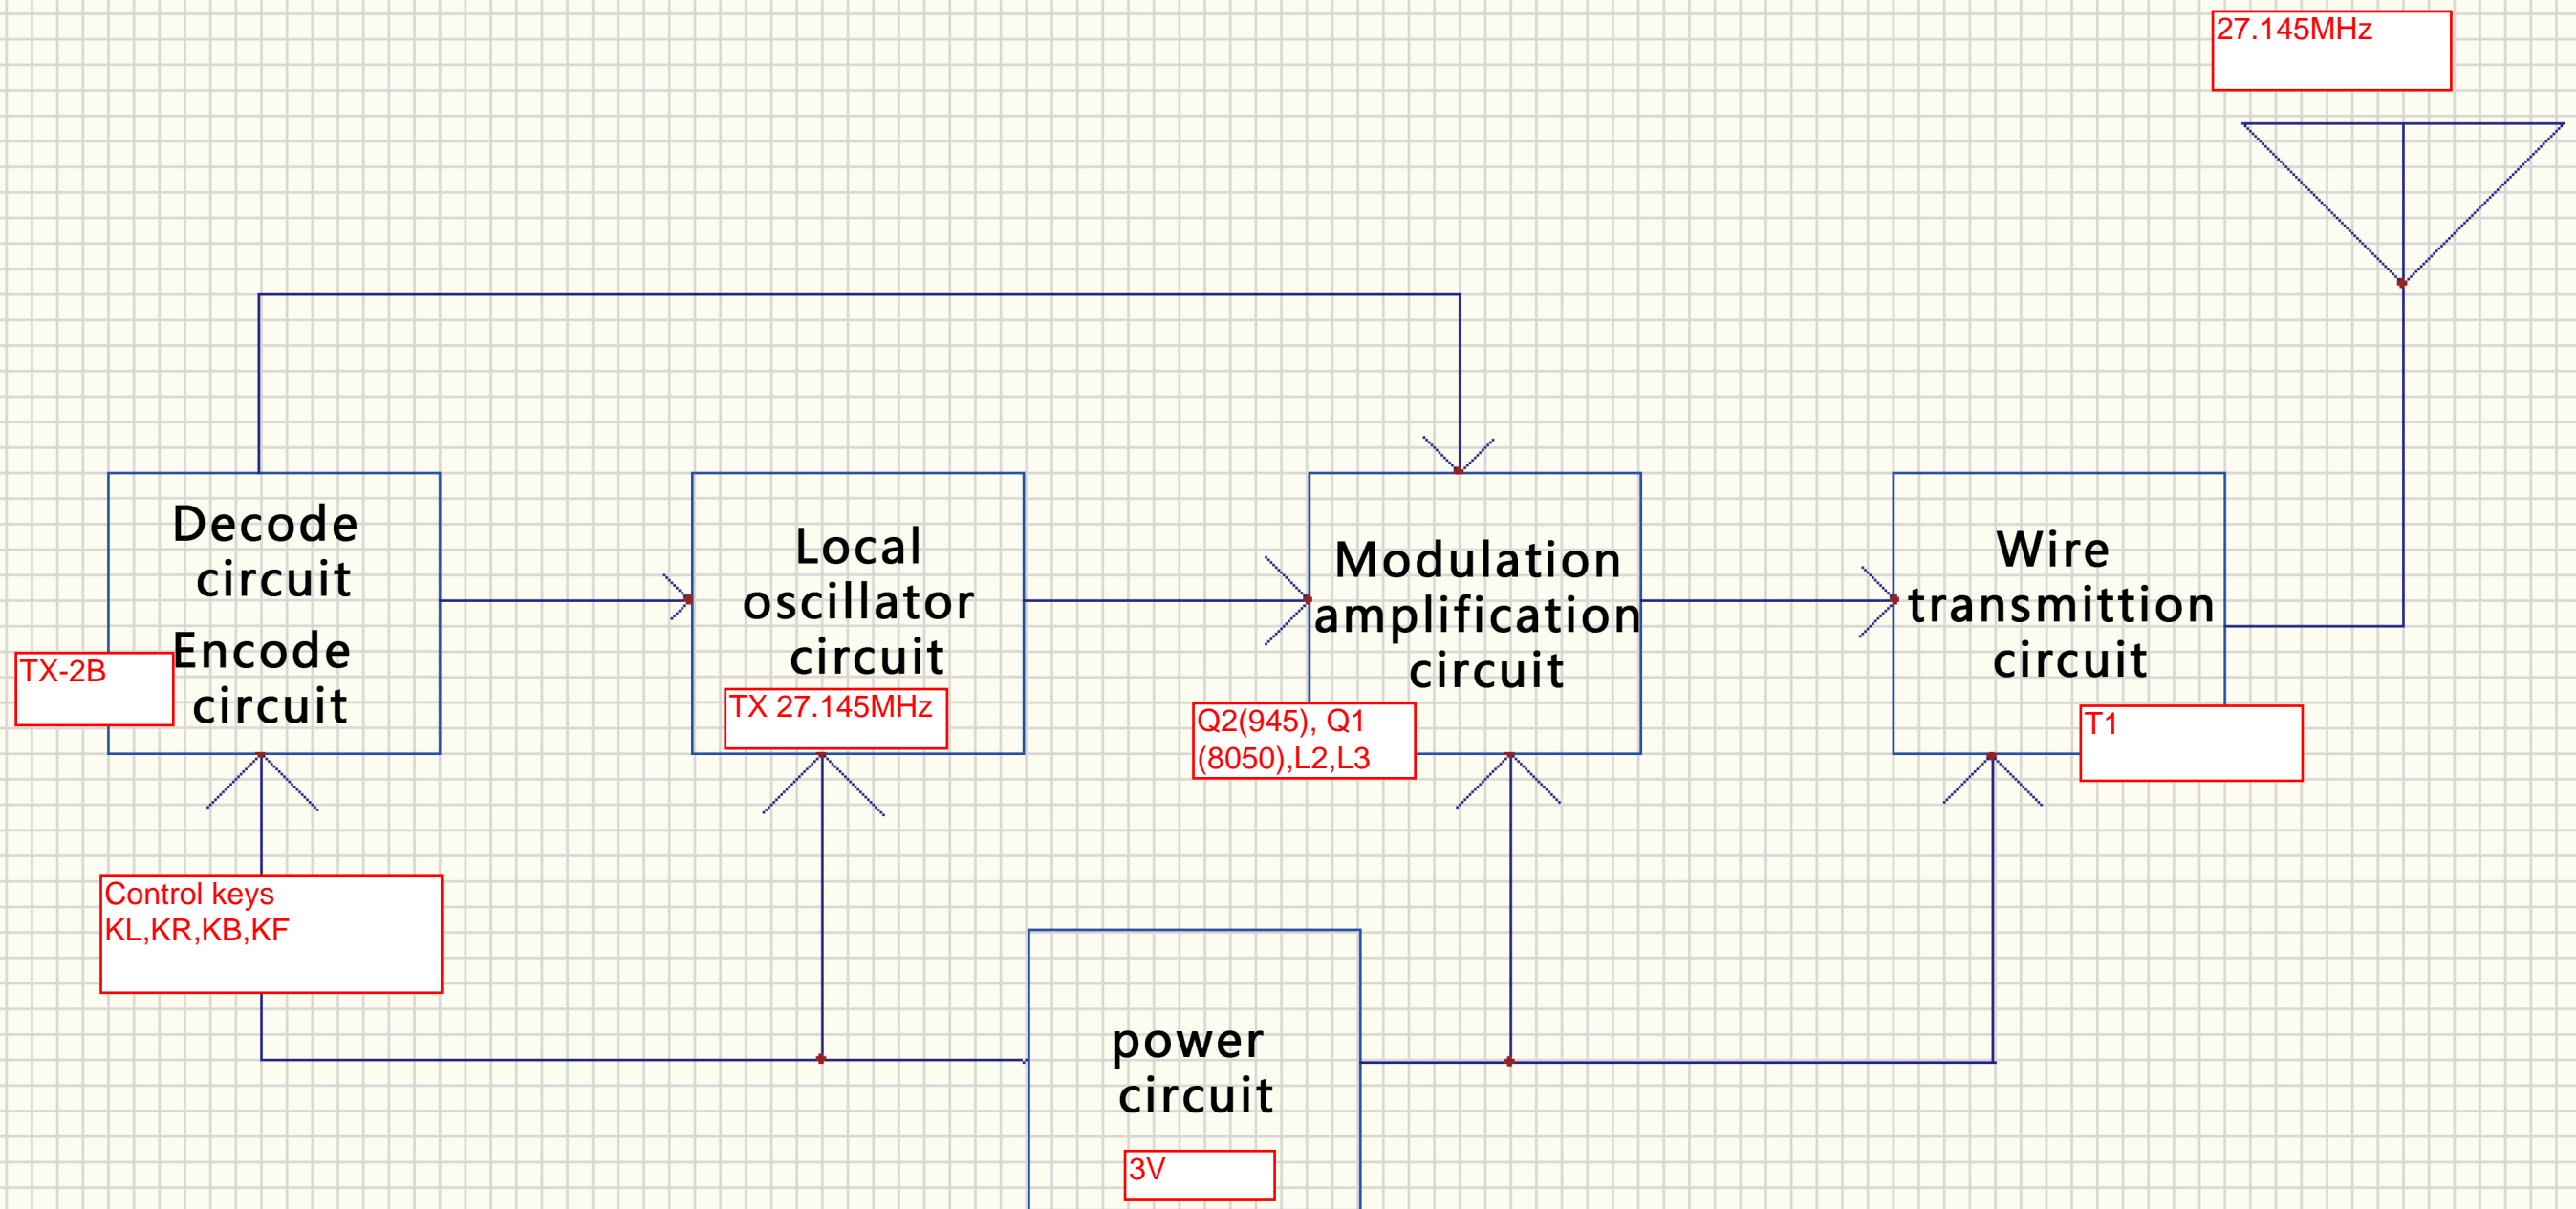 27.145MHz
Decode
circuit
Encode
circuit
TX-2B
Local
oscillator
circuit
TX 27.145MHz
Modulation
amplification
circuit
Q2(945), Q1
(8050),L2,L3
Wire
transmittion
circuit
T1
Control keys
KL,KR,KB,KF
power
circuit
3V